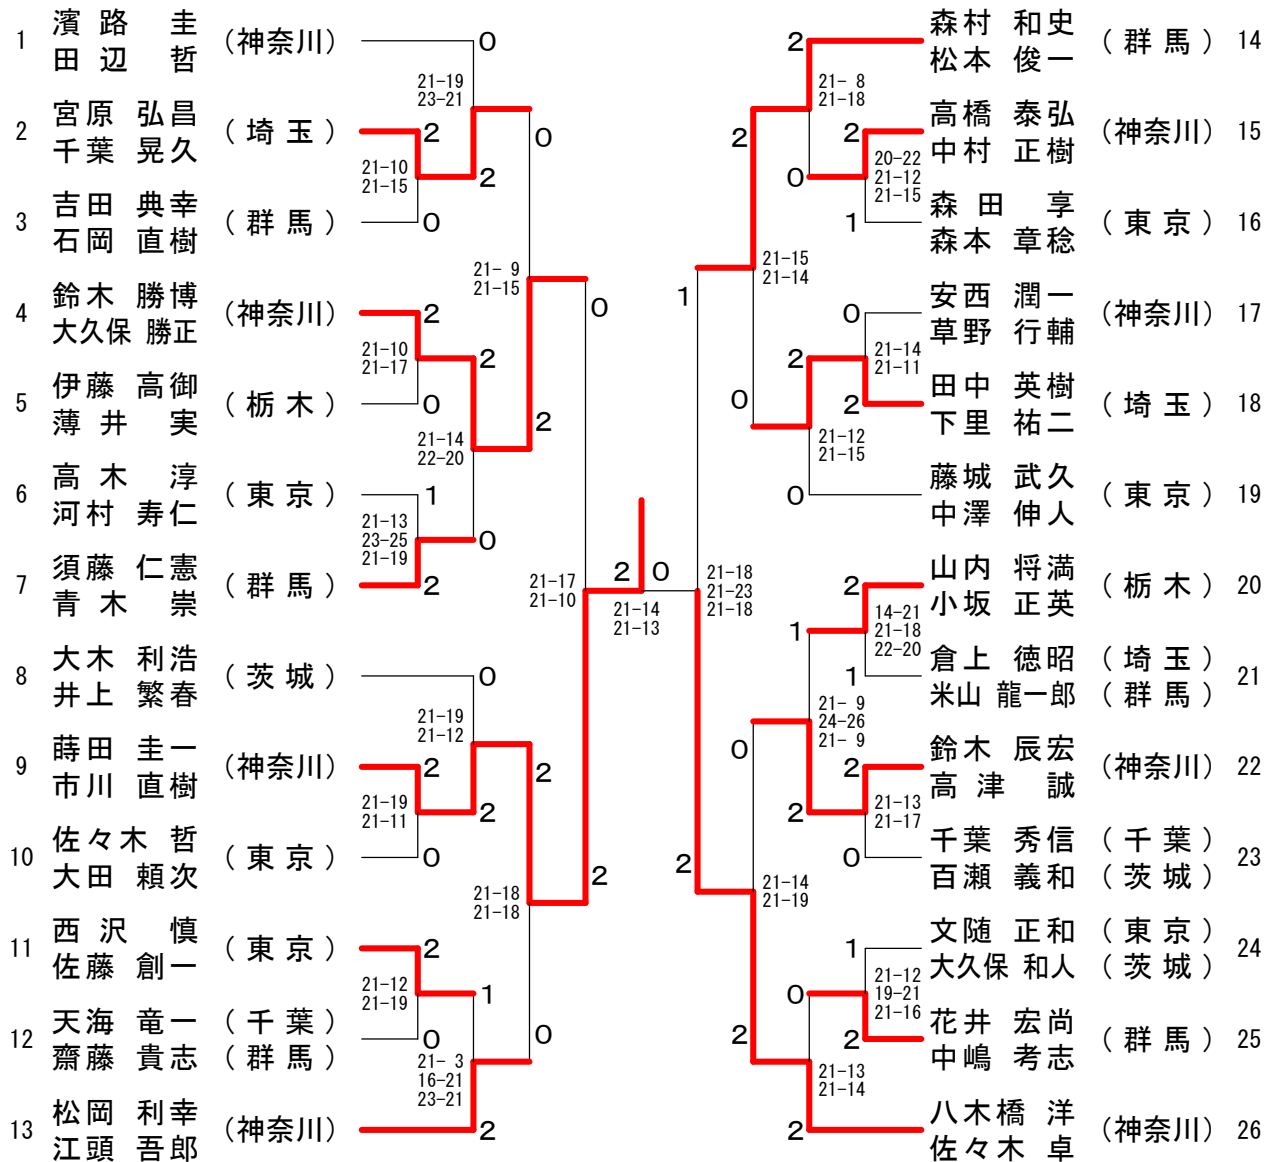 1 濱路 圭 (神奈川)
田辺 哲
2 宮原 弘昌 (埼玉)
千葉 晃久
3 吉田 典幸 (群馬)
石岡 直樹
4 鈴木 勝博 (神奈川)
大久保 勝正
5 伊藤 高御 (栃木)
薄井 実
6 高木 淳 (東京)
河村 寿仁
7 須藤 仁憲 (群馬)
青木 崇
8 大木 利浩 (茨城)
井上 繁春
9 蒔田 圭一 (神奈川)
市川 直樹
10 佐々木 哲 (東京)
大田 頼次
11 西沢 慎 (東京)
佐藤 創一
12 天海 竜一 (千葉)
齋藤 貴志 (群馬)
13 松岡 利幸 (神奈川)
江頭 吾郎
0
21-19
23-21
2
21-10
21-15
2
0
0
21- 9
21-15
2
21-10
21-17
2
0
21-14
22-20
2
1
21-13
23-25
21-19
0
2
0
21-17
21-10
0
21-19
21-12
2
21-19
21-11
2
0
2
21-18
21-18
2
2
21-12
21-19
1
0
21- 3
16-21
23-21
0
2
2 0
21-14
21-13
森村 和史 (群馬) 14
松本 俊一
高橋 泰弘 (神奈川) 15
中村 正樹
森田 享 (東京) 16
森本 章稔
安西 潤一 (神奈川) 17
草野 行輔
田中 英樹 (埼玉) 18
下里 祐二
藤城 武久 (東京) 19
中澤 伸人
山内 将満 (栃木) 20
小坂 正英
倉上 徳昭 (埼玉) 21
米山 龍一郎 (群馬)
鈴木 辰宏 (神奈川) 22
高津 誠
千葉 秀信 (千葉) 23
百瀬 義和 (茨城)
文随 正和 (東京) 24
大久保 和人 (茨城)
花井 宏尚 (群馬) 25
中嶋 考志
八木橋 洋 (神奈川) 26
佐々木 卓
2
21- 8
21-18
2
2
20-22
21-12
21-15
0
1
21-15
21-14
1
0
21-14
21-11
2
2
0
21-12
21-15
0
21-18
21-23
21-18
2
14-21
21-18
22-20
1
1
21- 9
24-26
21- 9
0
2
21-13
21-17
2
0
2
21-14
21-19
1
21-12
19-21
21-16
0
2
2
21-13
21-14
2